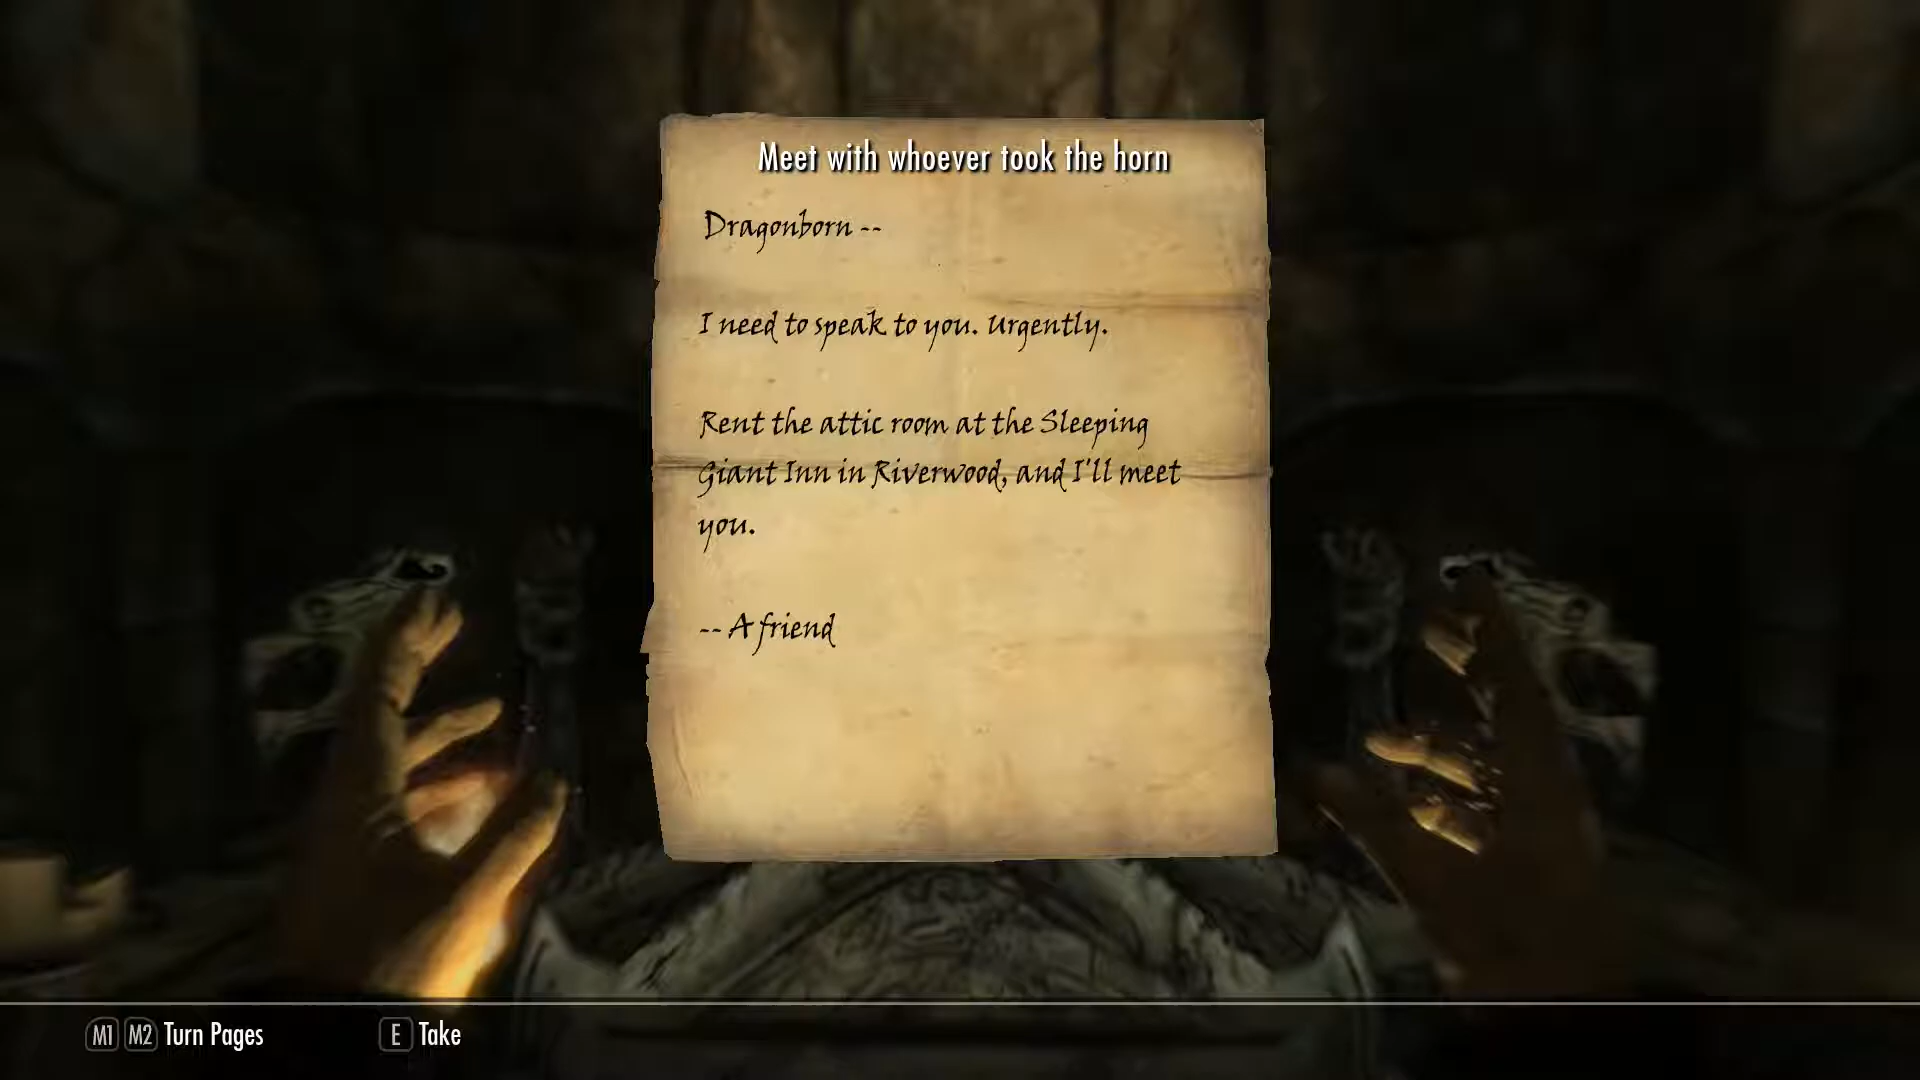 Meet with whoever took the horn
Dragonborn --
I need to speak to you. Urgently.
Rent the attic room at the Sleeping
Giant Inn in Riverwood, and I'll meet
you.
-- A friend
M1 M2 Turn Pages E Take